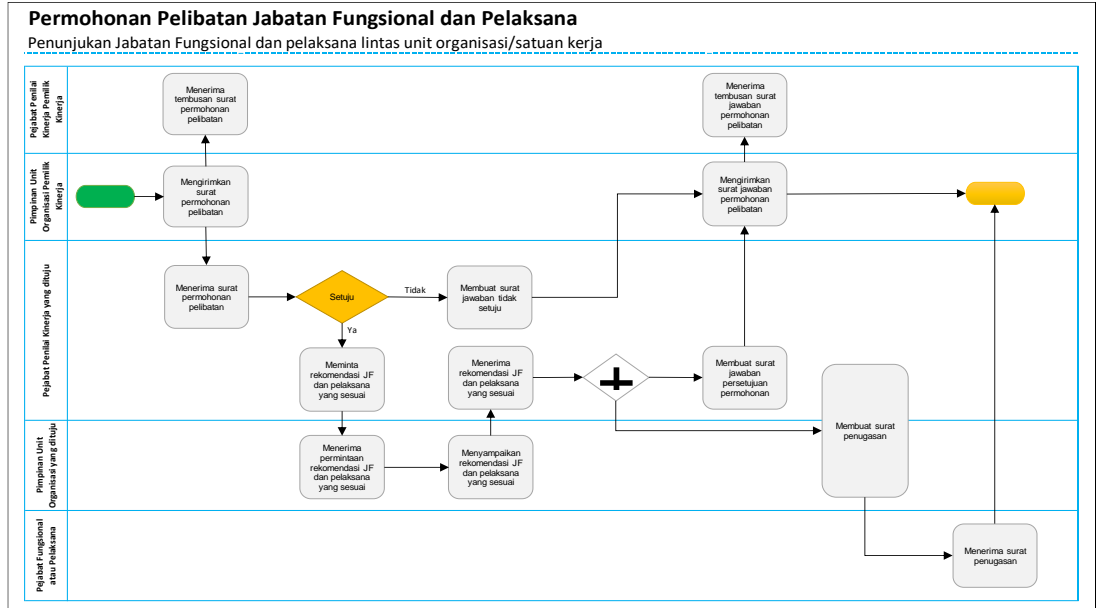 Permohonan Pelibatan Jabatan Fungsional dan Pelaksana
Penunjukan Jabatan Fungsional dan pelaksana lintas unit organisasi/satuan kerja
Pejabat Penilai
Kinerja Pemilik
Kinerja
Menerima
tembusan surat
permohonan
pelibatan
Menerima
tembusan surat
jawaban
permohonan
pelibatan
Pimpinan Unit
Organisasi Pemilik
Kinerja
Mengirimkan
surat
permohonan
pelibatan
Mengirimkan
surat jawaban
permohonan
pelibatan
Pejabat Penilai Kinerja yang dituju
Menerima surat
permohonan
pelibatan
Setuju
Tidak
Membuat surat
jawaban tidak
setuju
Ya
Meminta
rekomendasi JF
dan pelaksana
yang sesuai
Menerima
rekomendasi JF
dan pelaksana
yang sesuai
Membuat surat
jawaban
persetujuan
permohonan
Membuat surat
penugasan
Pimpinan Unit
Organisasi yang dituju
Menerima
permintaan
rekomendasi JF
dan pelaksana
yang sesuai
Menyampaikan
rekomendasi JF
dan pelaksana
yang sesuai
Pejabat Fungsional
atau Pelaksana
Menerima surat
penugasan